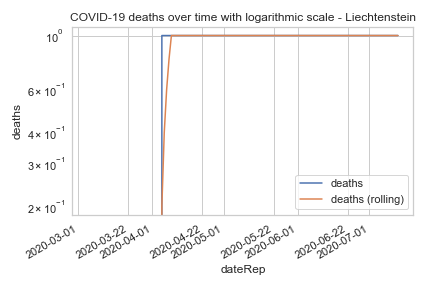 COVID-19 deaths over time with logarithmic scale - Liechtenstein
10⁰
6 × 10⁻¹
4 × 10⁻¹
3 × 10⁻¹
2 × 10⁻¹
deaths
deaths
deaths (rolling)
2020-03-01
2020-03-22
2020-04-01
2020-04-22
2020-05-01
2020-05-22
2020-06-01
2020-06-22
2020-07-01
dateRep